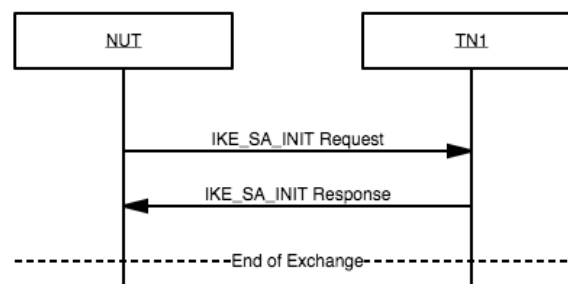 NUT
TN1
IKE_SA_INIT Request
IKE_SA_INIT Response
End of Exchange